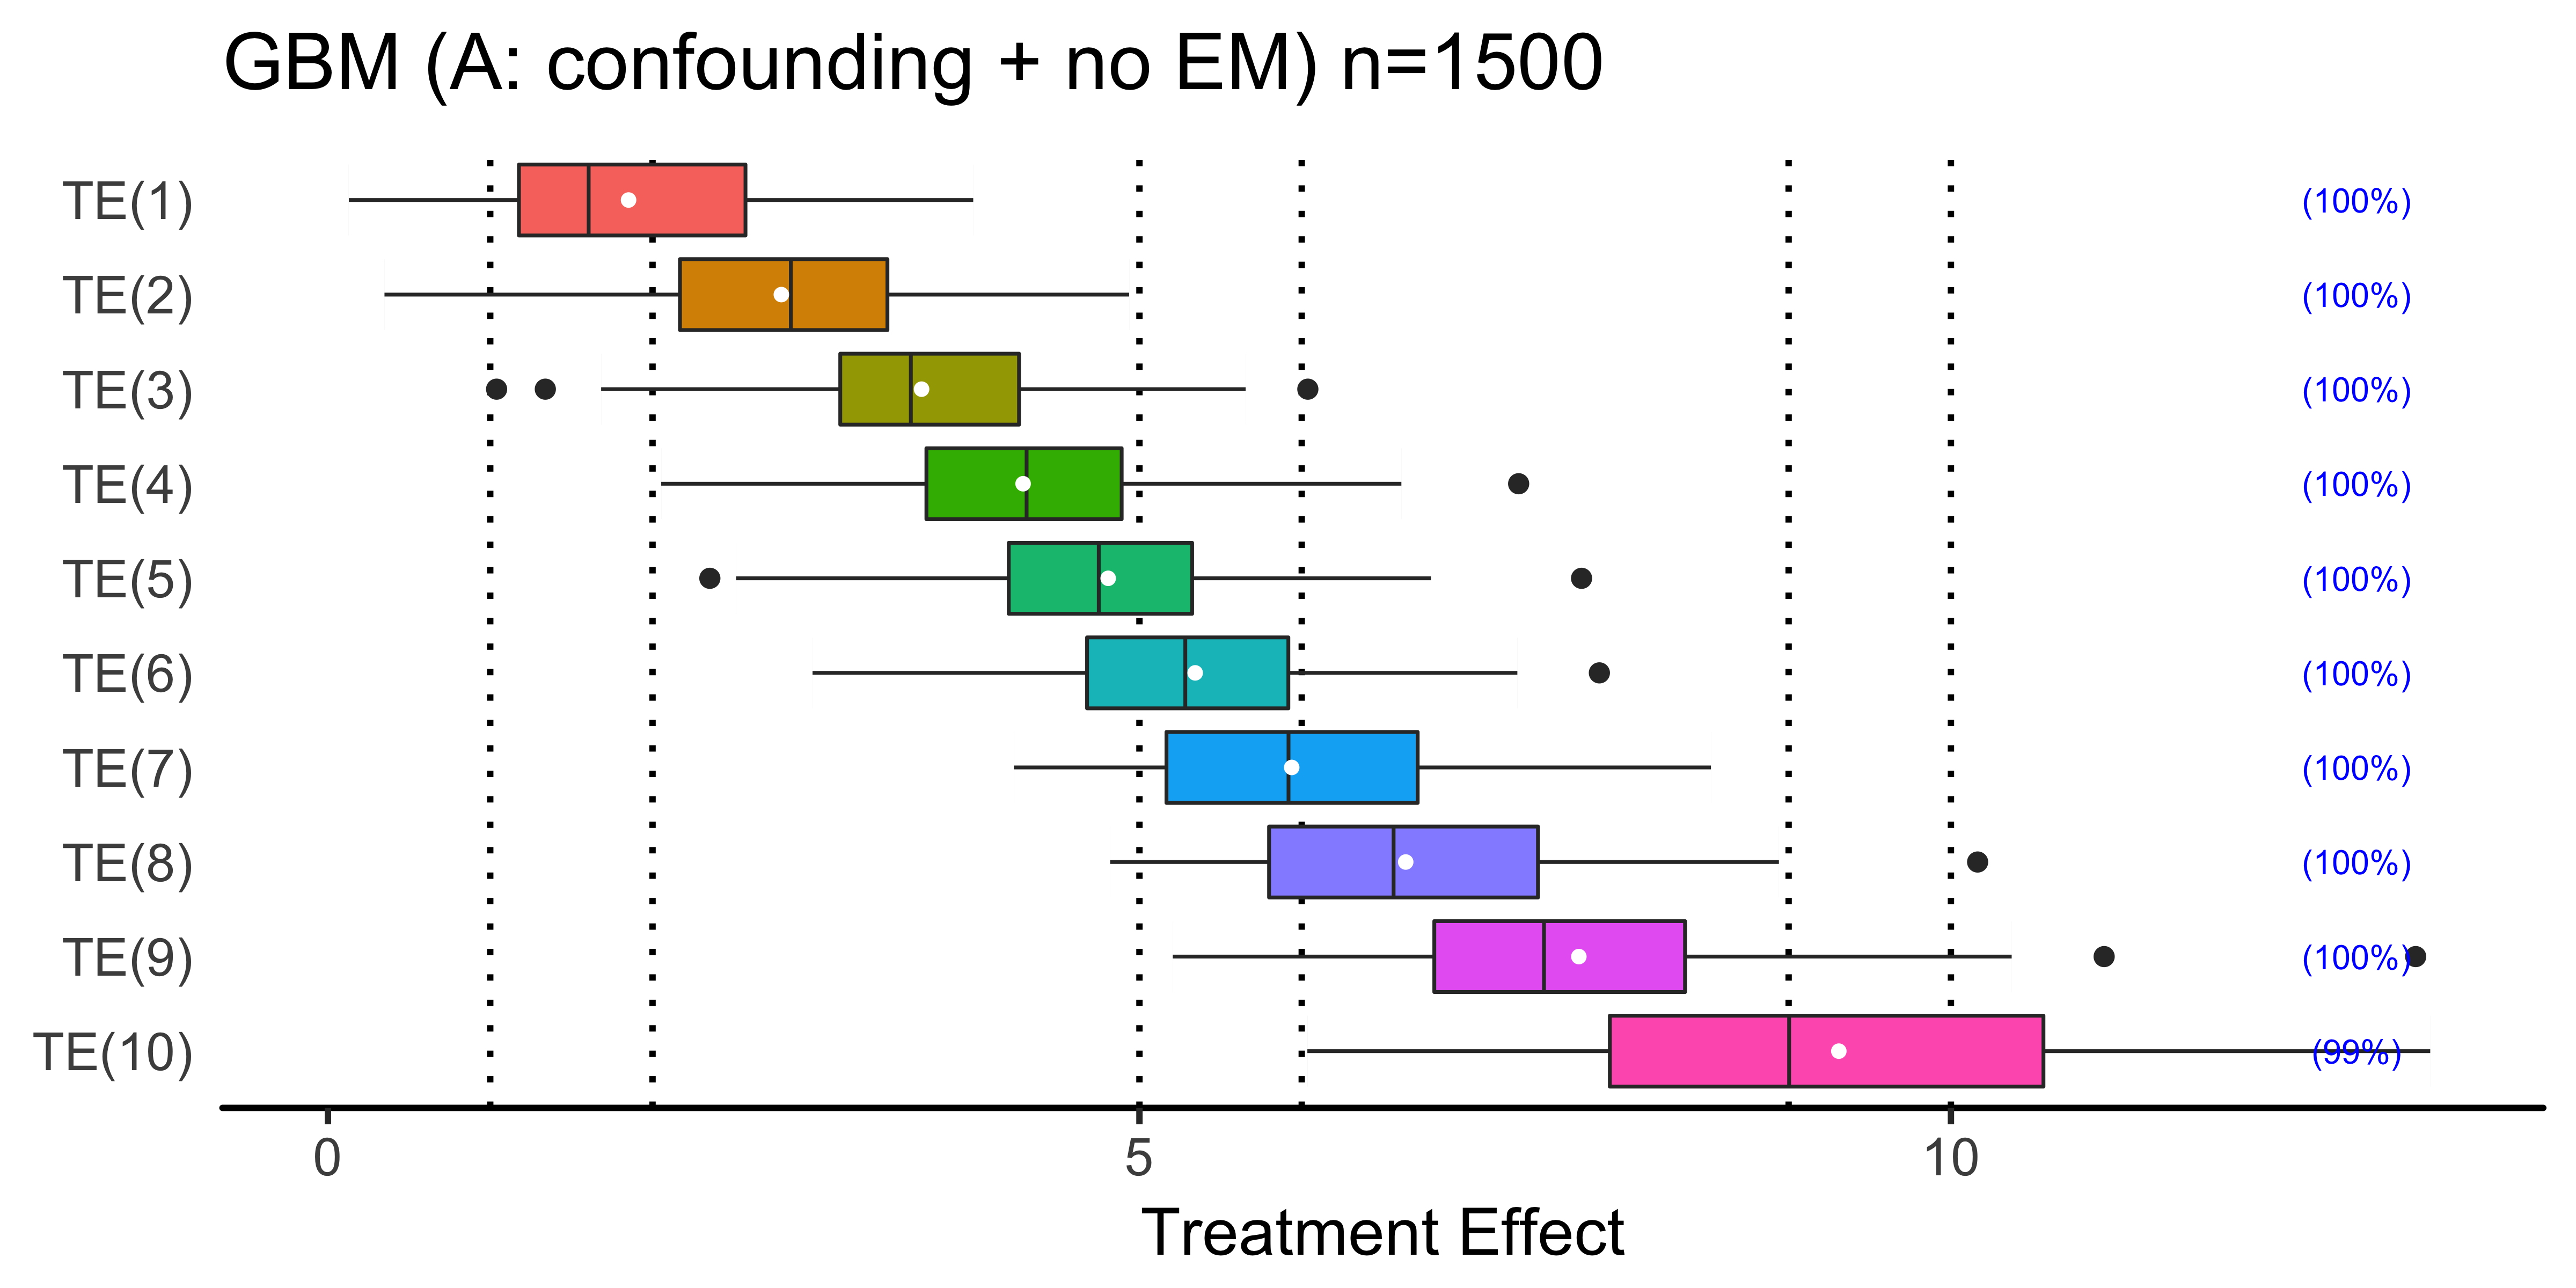 GBM (A: confounding + no EM) n=1500
TE(1) (100%)
TE(2) (100%)
TE(3) (100%)
TE(4) (100%)
TE(5) (100%)
TE(6) (100%)
TE(7) (100%)
TE(8) (100%)
TE(9) (100%)
TE(10) (99%)
0 5 10
Treatment Effect